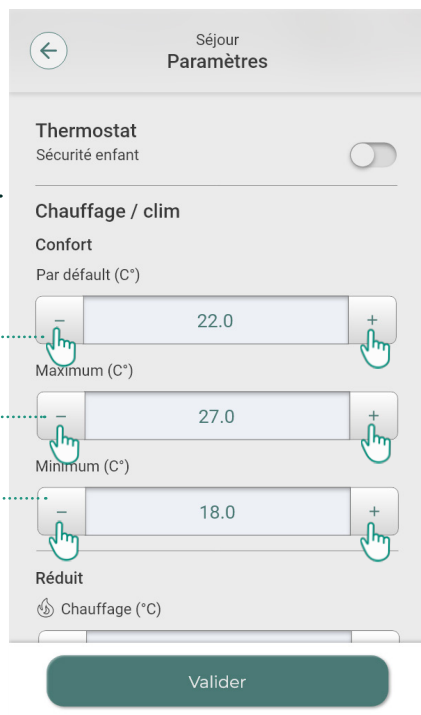 Séjour
Paramètres
Thermostat
Sécurité enfant
Chauffage / clim
Confort
Par défault (C°)
− 22.0 +
Maximum (C°)
− 27.0 +
Minimum (C°)
− 18.0 +
Réduit
Chauffage (°C)
Valider